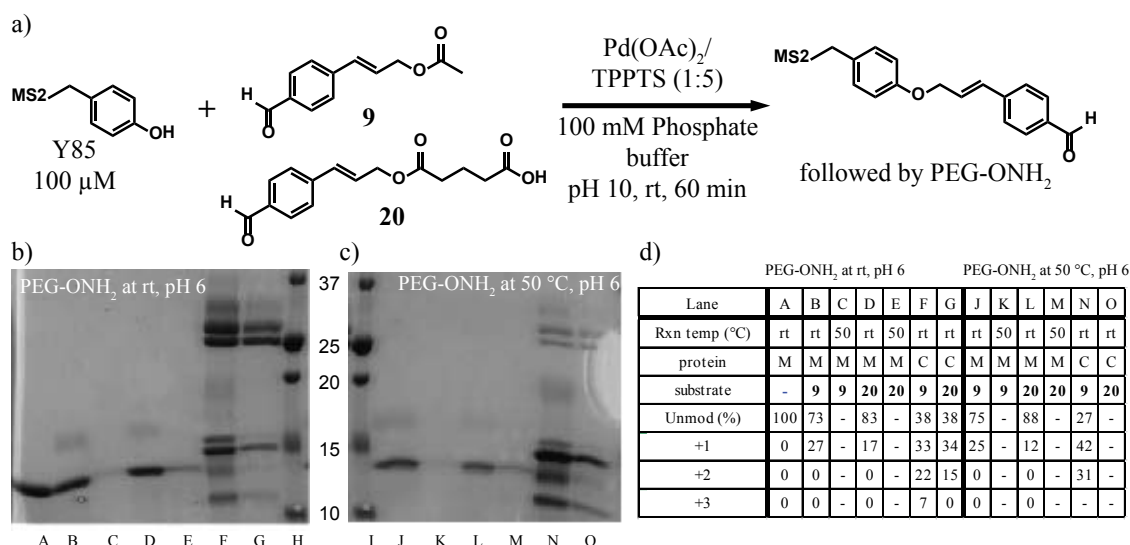 a)
MS2
OH
Y85
100 µM
+
H
O
O
O
9
H
O
O
O
O
OH
20
Pd(OAc)2/
TPPTS (1:5)
100 mM Phosphate
buffer
pH 10, rt, 60 min
MS2
O
H
O
followed by PEG-ONH2
b)
PEG-ONH2 at rt, pH 6
A B C D E F G H
c)
37
25
20
15
10
PEG-ONH2 at 50 °C, pH 6
I J K L M N O
d)
PEG-ONH2 at rt, pH 6 PEG-ONH2 at 50 °C, pH 6
Lane A B C D E F G J K L M N O
Rxn temp (°C) rt rt 50 rt 50 rt rt rt 50 rt 50 rt rt
protein M M M M M C C M M M M C C
substrate - 9 9 20 20 9 20 9 9 20 20 9 20
Unmod (%) 100 73 - 83 - 38 38 75 - 88 - 27
+1 0 27 - 17 - 33 34 25 - 12 - 42 -
+2 0 0 - 0 - 22 15 0 - 0 - 31 -
+3 0 0 - 0 - 7 0 0 - 0 - - -